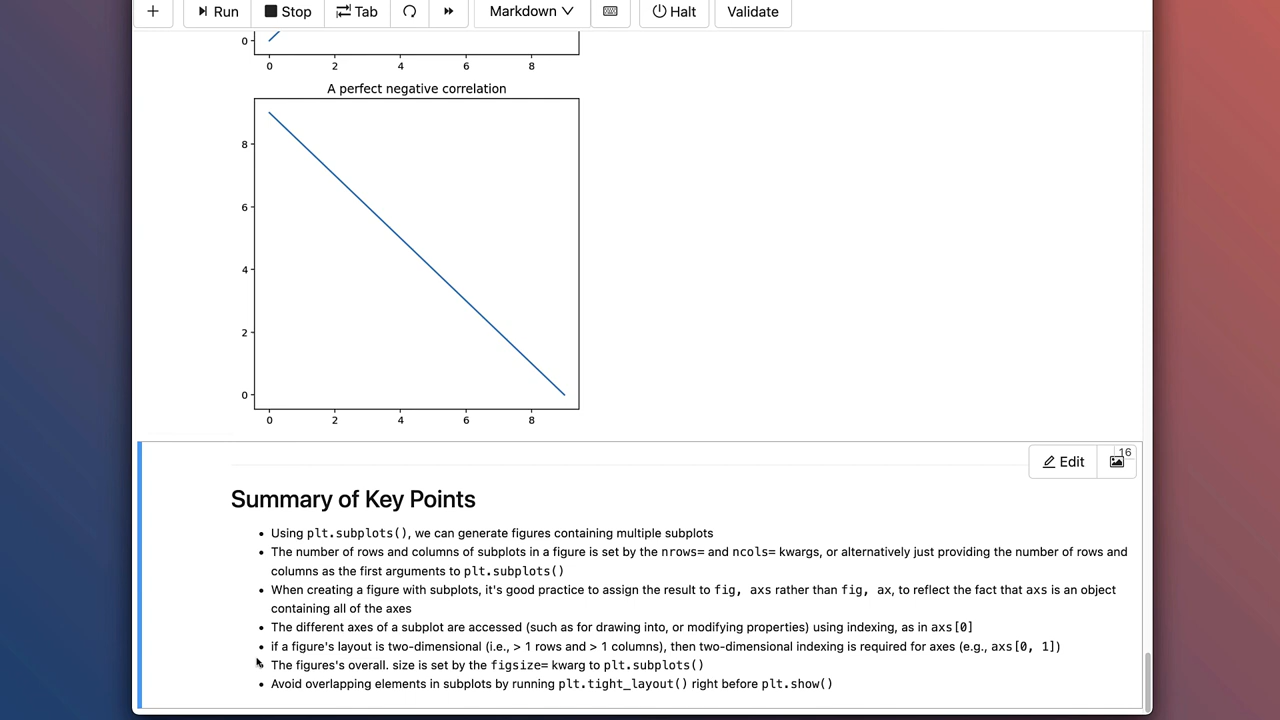 + Run Stop Tab Markdown Halt Validate
0
0 2 4 6 8
A perfect negative correlation
8
6
4
2
0
0 2 4 6 8
Edit 16
Summary of Key Points
• Using plt.subplots(), we can generate figures containing multiple subplots
• The number of rows and columns of subplots in a figure is set by the nrows= and ncols= kwargs, or alternatively just providing the number of rows and
columns as the first arguments to plt.subplots()
• When creating a figure with subplots, it's good practice to assign the result to fig, axs rather than fig, ax, to reflect the fact that axs is an object
containing all of the axes
• The different axes of a subplot are accessed (such as for drawing into, or modifying properties) using indexing, as in axs[0]
• if a figure's layout is two-dimensional (i.e., > 1 rows and > 1 columns), then two-dimensional indexing is required for axes (e.g., axs[0, 1])
• The figures's overall. size is set by the figsize= kwarg to plt.subplots()
• Avoid overlapping elements in subplots by running plt.tight_layout() right before plt.show()